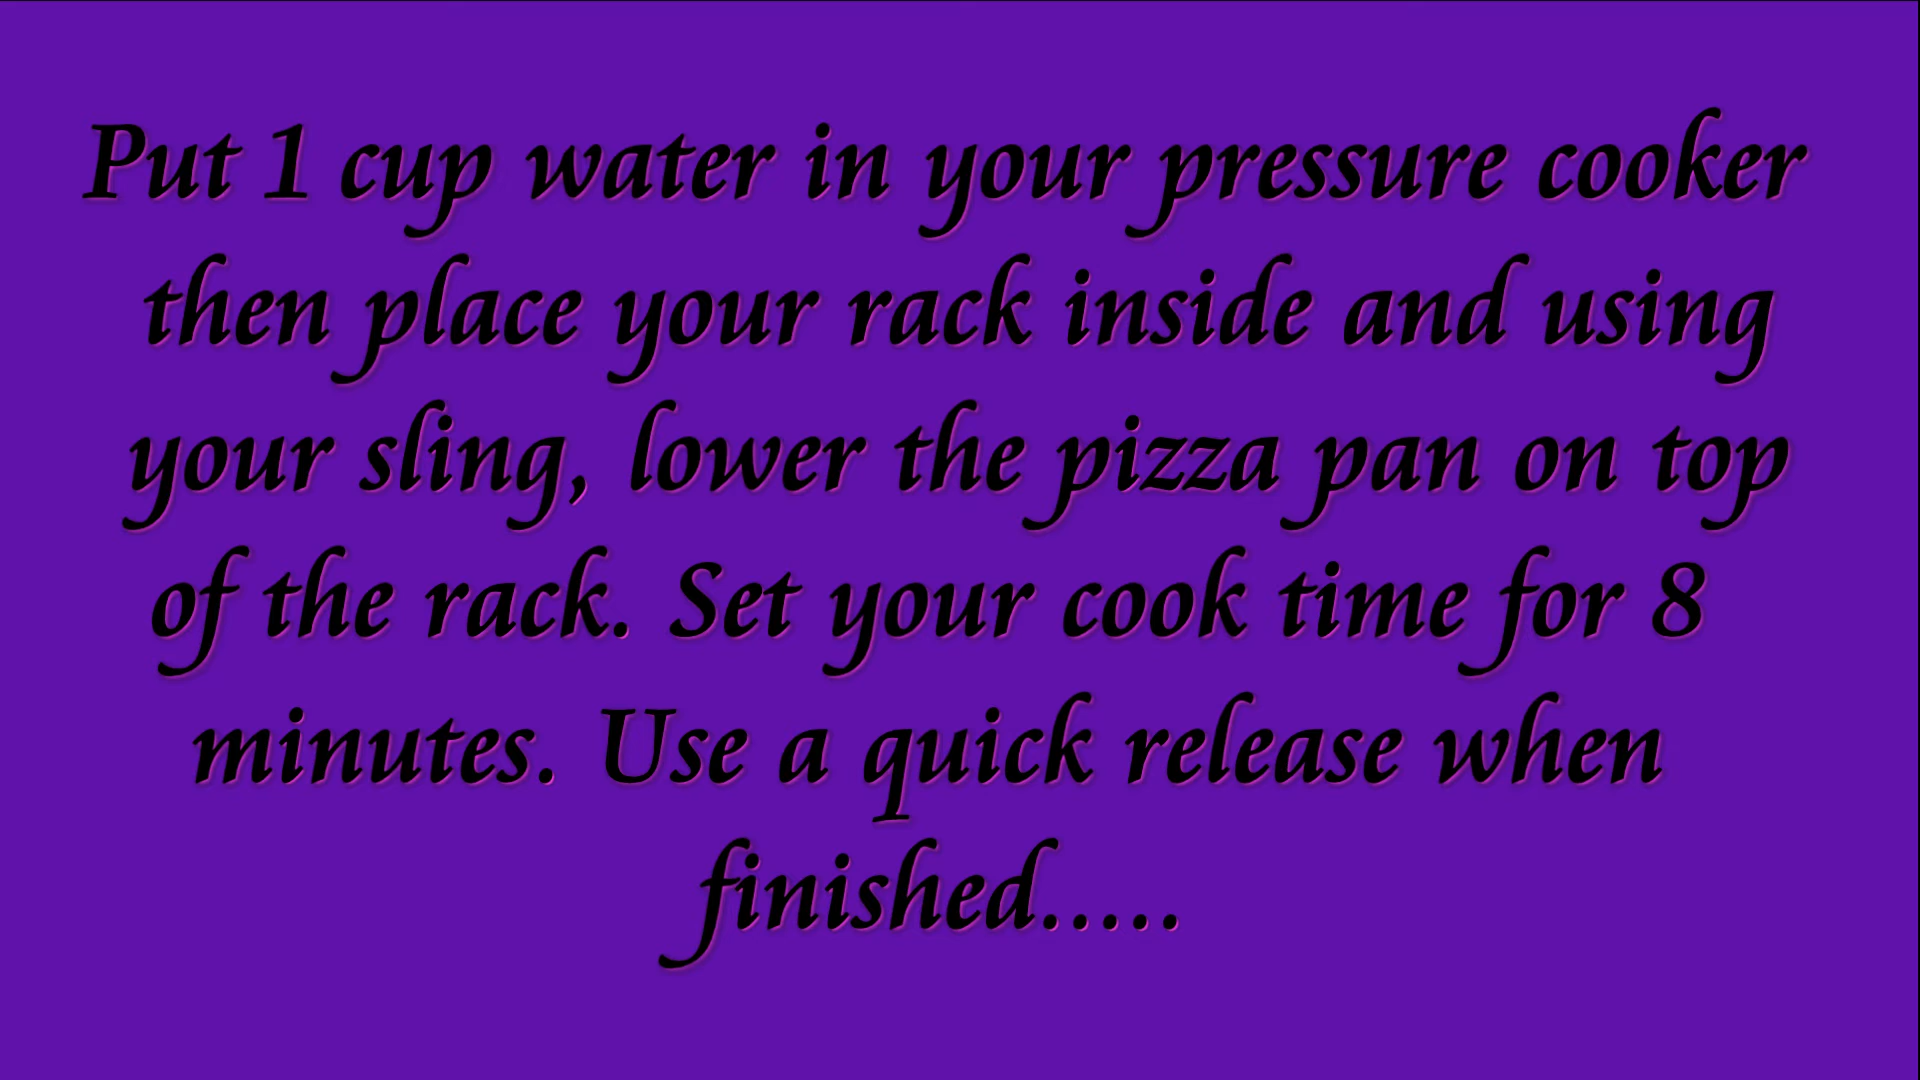 Put 1 cup water in your pressure cooker
then place your rack inside and using
your sling, lower the pizza pan on top
of the rack. Set your cook time for 8
minutes. Use a quick release when
finished.....